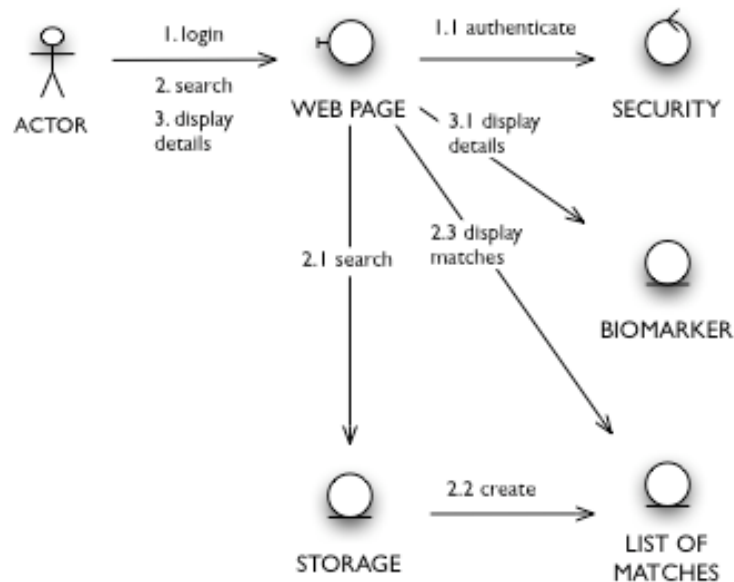 1. login
2. search
3. display
details
ACTOR
WEB PAGE
1.1 authenticate
SECURITY
3.1 display
details
BIOMARKER
2.1 search
2.3 display
matches
STORAGE
2.2 create
LIST OF
MATCHES